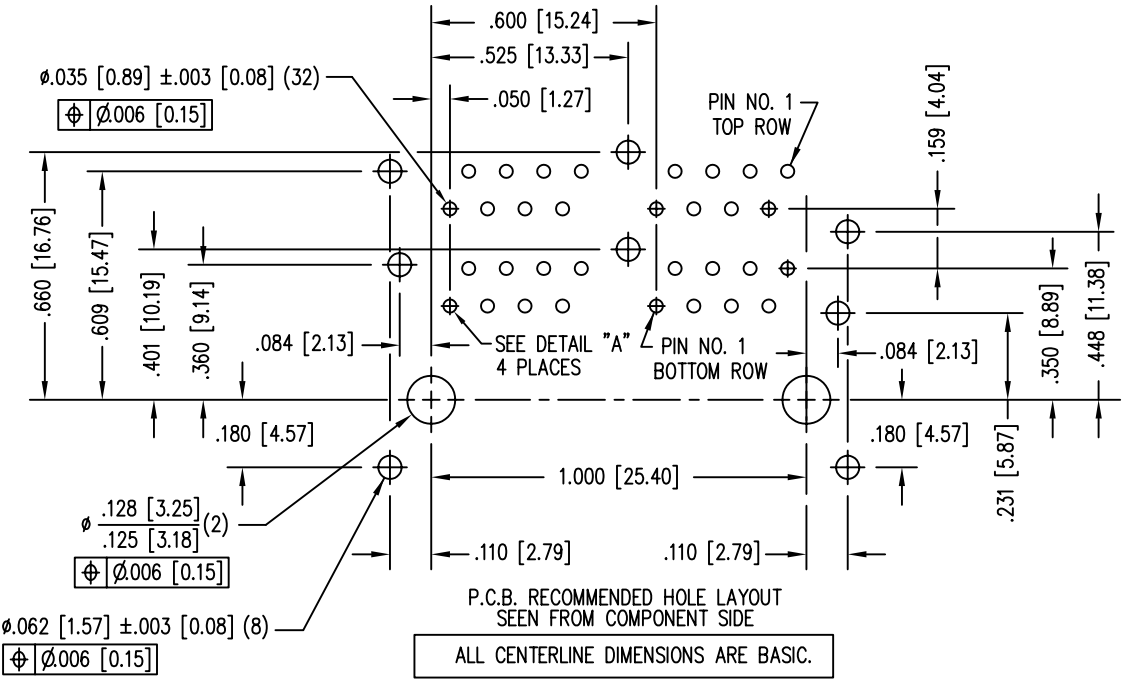 .600 [15.24]
.525 [13.33]
ø.035 [0.89] ±.003 [0.08] (32)
⌖ Ø.006 [0.15]
.050 [1.27]
PIN NO. 1
TOP ROW
.159 [4.04]
.660 [16.76]
.609 [15.47]
.401 [10.19]
.360 [9.14]
.084 [2.13]
SEE DETAIL "A"
4 PLACES
PIN NO. 1
BOTTOM ROW
.084 [2.13]
.350 [8.89]
.448 [11.38]
.180 [4.57]
.180 [4.57]
.231 [5.87]
1.000 [25.40]
ø .128 [3.25]
.125 [3.18] (2)
⌖ Ø.006 [0.15]
.110 [2.79]
.110 [2.79]
ø.062 [1.57] ±.003 [0.08] (8)
⌖ Ø.006 [0.15]
P.C.B. RECOMMENDED HOLE LAYOUT
SEEN FROM COMPONENT SIDE
ALL CENTERLINE DIMENSIONS ARE BASIC.